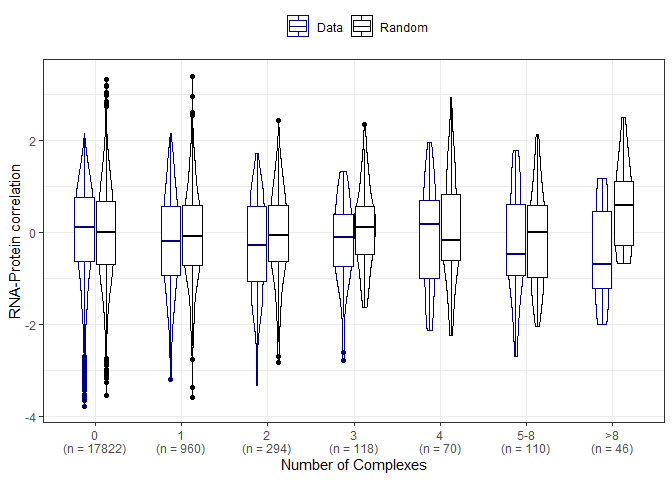 Data Random
RNA-Protein correlation
2
0
-2
-4
0 1 2 3 4 5-8 >8
(n = 17822) (n = 960) (n = 294) (n = 118) (n = 70) (n = 110) (n = 46)
Number of Complexes